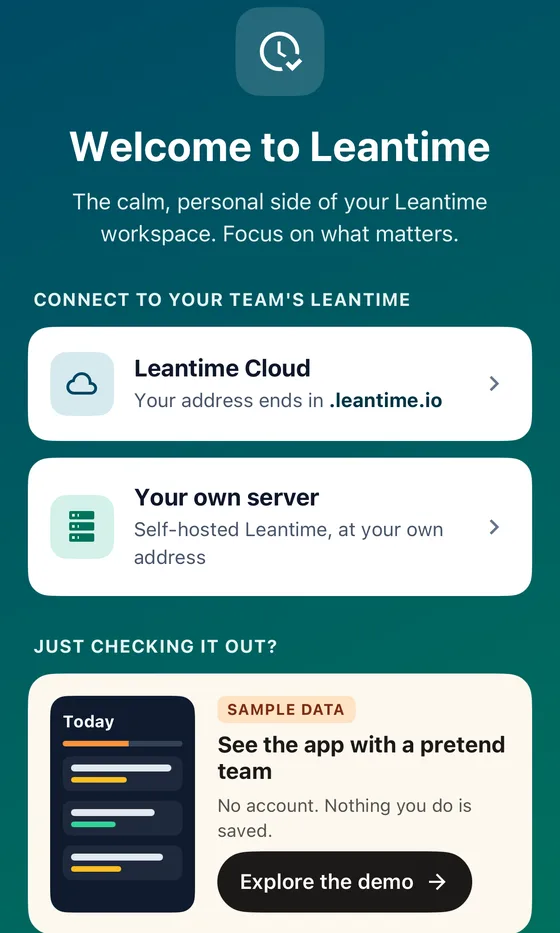 Welcome to Leantime
The calm, personal side of your Leantime
workspace. Focus on what matters.
CONNECT TO YOUR TEAM'S LEANTIME
Leantime Cloud
Your address ends in .leantime.io
Your own server
Self-hosted Leantime, at your own
address
JUST CHECKING IT OUT?
Today
SAMPLE DATA
See the app with a pretend
team
No account. Nothing you do is
saved.
Explore the demo →